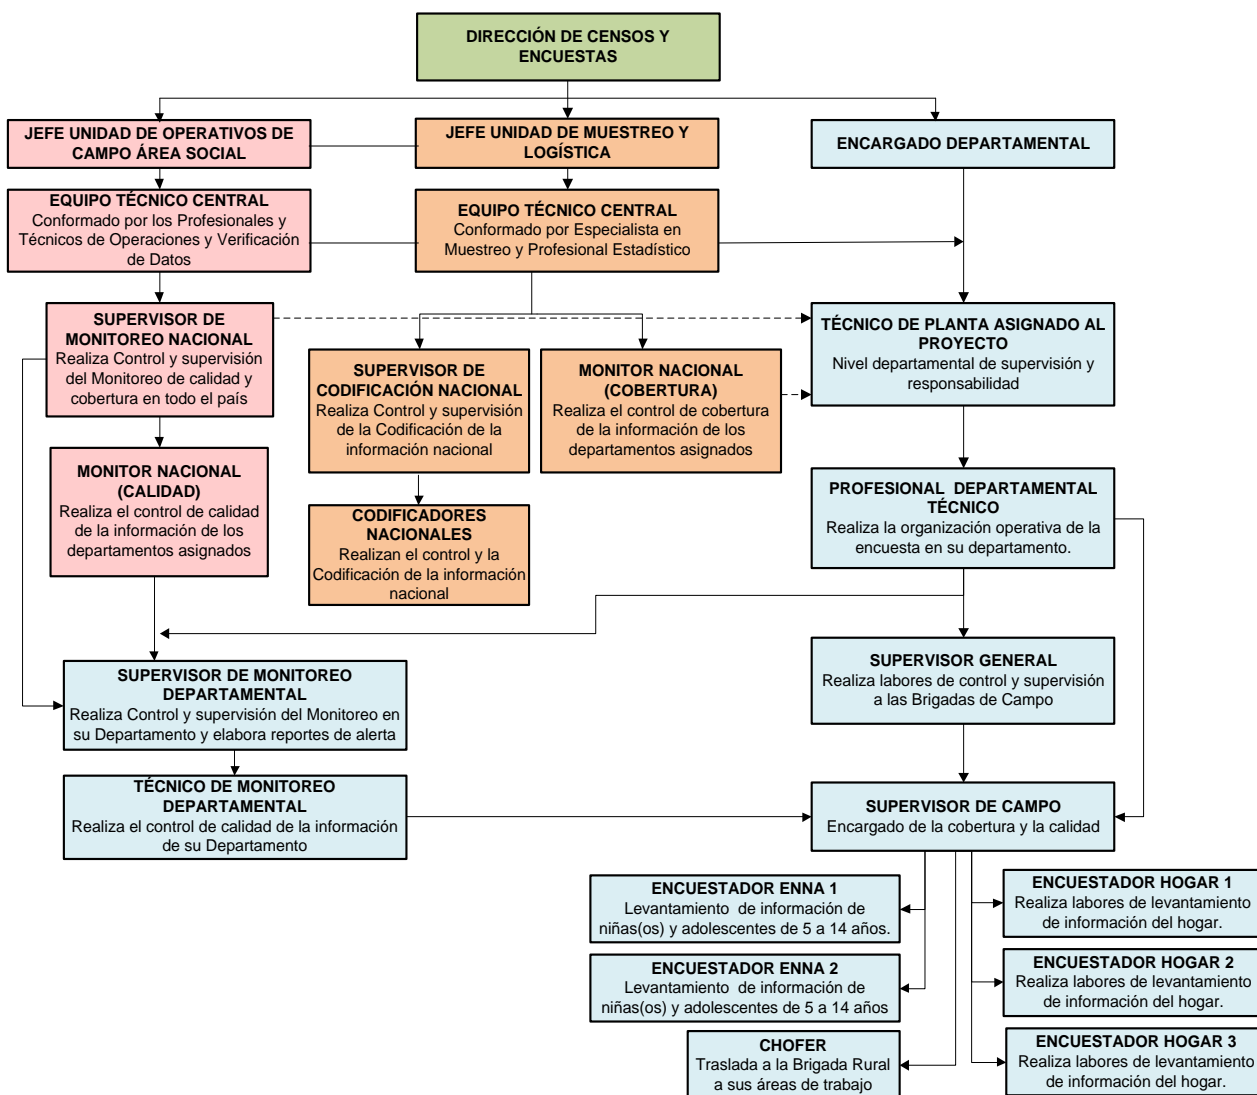 DIRECCIÓN DE CENSOS Y
ENCUESTAS
JEFE UNIDAD DE OPERATIVOS DE
CAMPO ÁREA SOCIAL
JEFE UNIDAD DE MUESTREO Y
LOGÍSTICA
ENCARGADO DEPARTAMENTAL
EQUIPO TÉCNICO CENTRAL
Conformado por los Profesionales y
Técnicos de Operaciones y Verificación
de Datos
EQUIPO TÉCNICO CENTRAL
Conformado por Especialista en
Muestreo y Profesional Estadístico
SUPERVISOR DE
MONITOREO NACIONAL
Realiza Control y supervisión
del Monitoreo de calidad y
cobertura en todo el país
SUPERVISOR DE
CODIFICACIÓN NACIONAL
Realiza Control y supervisión
de la Codificación de la
información nacional
MONITOR NACIONAL
(COBERTURA)
Realiza el control de cobertura
de la información de los
departamentos asignados
TÉCNICO DE PLANTA ASIGNADO AL
PROYECTO
Nivel departamental de supervisión y
responsabilidad
MONITOR NACIONAL
(CALIDAD)
Realiza el control de calidad
de la información de los
departamentos asignados
CODIFICADORES
NACIONALES
Realizan el control y la
Codificación de la información
nacional
PROFESIONAL DEPARTAMENTAL
TÉCNICO
Realiza la organización operativa de la
encuesta en su departamento.
SUPERVISOR DE MONITOREO
DEPARTAMENTAL
Realiza Control y supervisión del Monitoreo en
su Departamento y elabora reportes de alerta
SUPERVISOR GENERAL
Realiza labores de control y supervisión
a las Brigadas de Campo
TÉCNICO DE MONITOREO
DEPARTAMENTAL
Realiza el control de calidad de la información
de su Departamento
SUPERVISOR DE CAMPO
Encargado de la cobertura y la calidad
ENCUESTADOR ENNA 1
Levantamiento de información de
niñas(os) y adolescentes de 5 a 14 años.
ENCUESTADOR HOGAR 1
Realiza labores de levantamiento
de información del hogar.
ENCUESTADOR ENNA 2
Levantamiento de información de
niñas(os) y adolescentes de 5 a 14 años
ENCUESTADOR HOGAR 2
Realiza labores de levantamiento
de información del hogar.
CHOFER
Traslada a la Brigada Rural
a sus áreas de trabajo
ENCUESTADOR HOGAR 3
Realiza labores de levantamiento
de información del hogar.